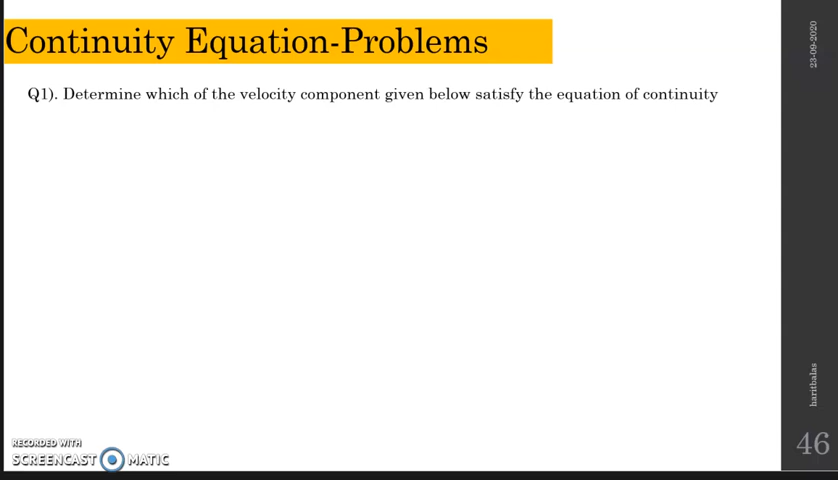 Continuity Equation-Problems
23-09-2020
Q1). Determine which of the velocity component given below satisfy the equation of continuity
haritbalas
46
RECORDED WITH
SCREENCAST MATIC